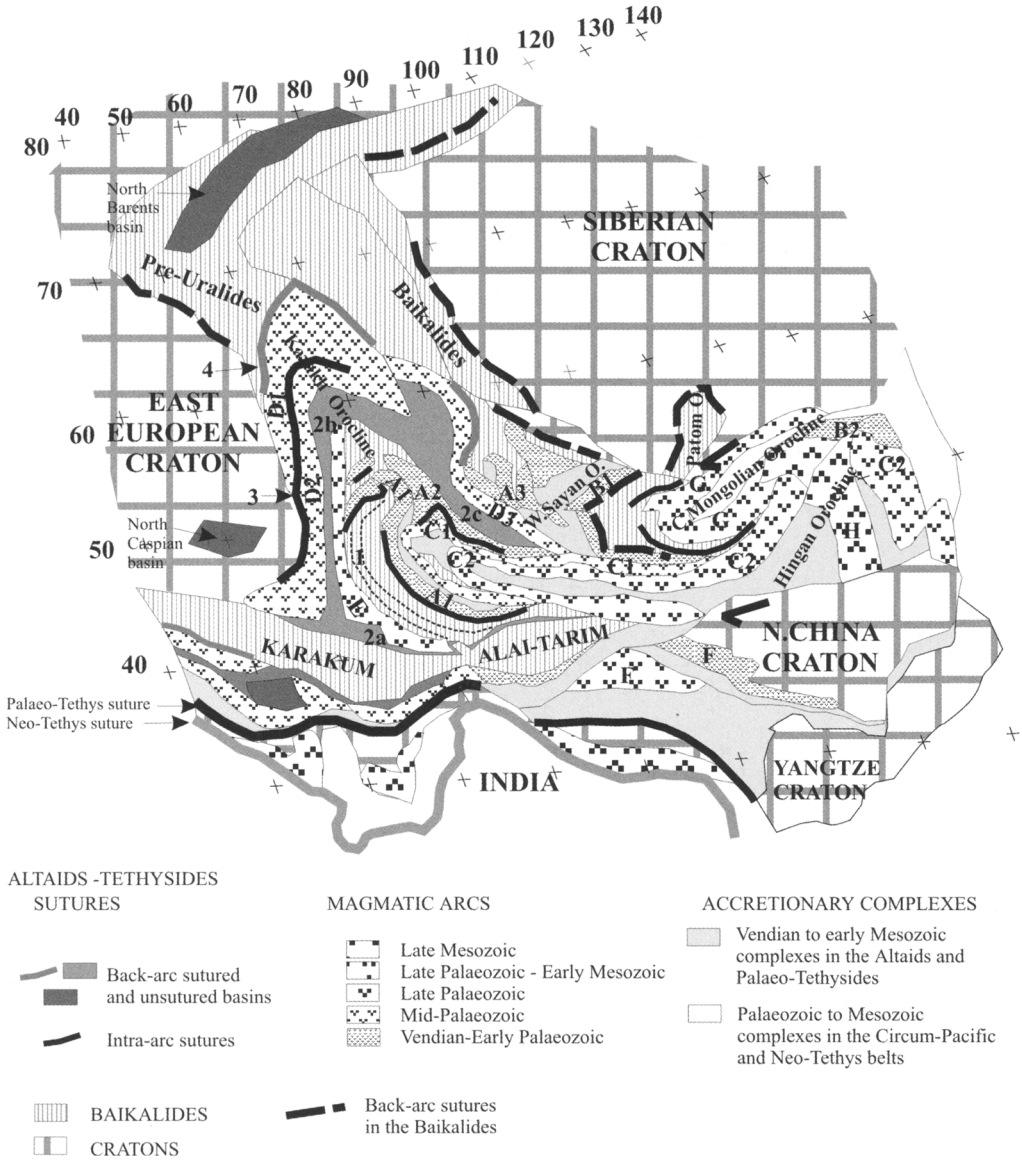 140
130
120
110
100
90
80
70
60
50
40
80
North
Barents
basin
SIBERIAN
CRATON
Pre-Uralides
Baikalides
70
4
Kazakh Orocline
D1
EAST
EUROPEAN
CRATON
60
2b
Patom O.
B2
Mongolian Orocline
C2
3
D2
A1
A2
A3
W.Sayan O.
B1
G
C
G
2c
D3
Hingan Orocline
H
North
Caspian
basin
50
C1
C2
C1
C2
1
A1
E
2a
KARAKUM
ALAI-TARIM
F
N.CHINA
CRATON
40
Palaeo-Tethys suture
Neo-Tethys suture
INDIA
YANGTZE
CRATON
ALTAIDS -TETHYSIDES
SUTURES
Back-arc sutured
and unsutured basins
Intra-arc sutures
BAIKALIDES
CRATONS
Back-arc sutures
in the Baikalides
MAGMATIC ARCS
Late Mesozoic
Late Palaeozoic - Early Mesozoic
Late Palaeozoic
Mid-Palaeozoic
Vendian-Early Palaeozoic
ACCRETIONARY COMPLEXES
Vendian to early Mesozoic
complexes in the Altaids and
Palaeo-Tethysides
Palaeozoic to Mesozoic
complexes in the Circum-Pacific
and Neo-Tethys belts